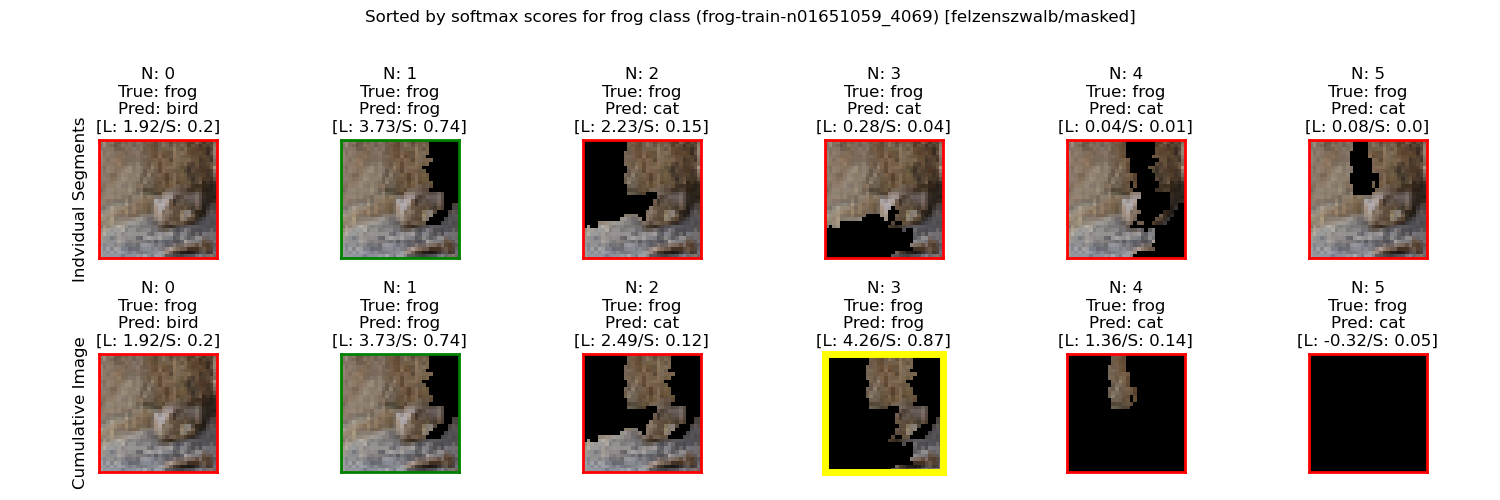 Sorted by softmax scores for frog class (frog-train-n01651059_4069) [felzenszwalb/masked]
Indvidual Segments
N: 0
True: frog
Pred: bird
[L: 1.92/S: 0.2]
N: 1
True: frog
Pred: frog
[L: 3.73/S: 0.74]
N: 2
True: frog
Pred: cat
[L: 2.23/S: 0.15]
N: 3
True: frog
Pred: cat
[L: 0.28/S: 0.04]
N: 4
True: frog
Pred: cat
[L: 0.04/S: 0.01]
N: 5
True: frog
Pred: cat
[L: 0.08/S: 0.0]
Cumulative Image
N: 0
True: frog
Pred: bird
[L: 1.92/S: 0.2]
N: 1
True: frog
Pred: frog
[L: 3.73/S: 0.74]
N: 2
True: frog
Pred: cat
[L: 2.49/S: 0.12]
N: 3
True: frog
Pred: frog
[L: 4.26/S: 0.87]
N: 4
True: frog
Pred: cat
[L: 1.36/S: 0.14]
N: 5
True: frog
Pred: cat
[L: -0.32/S: 0.05]